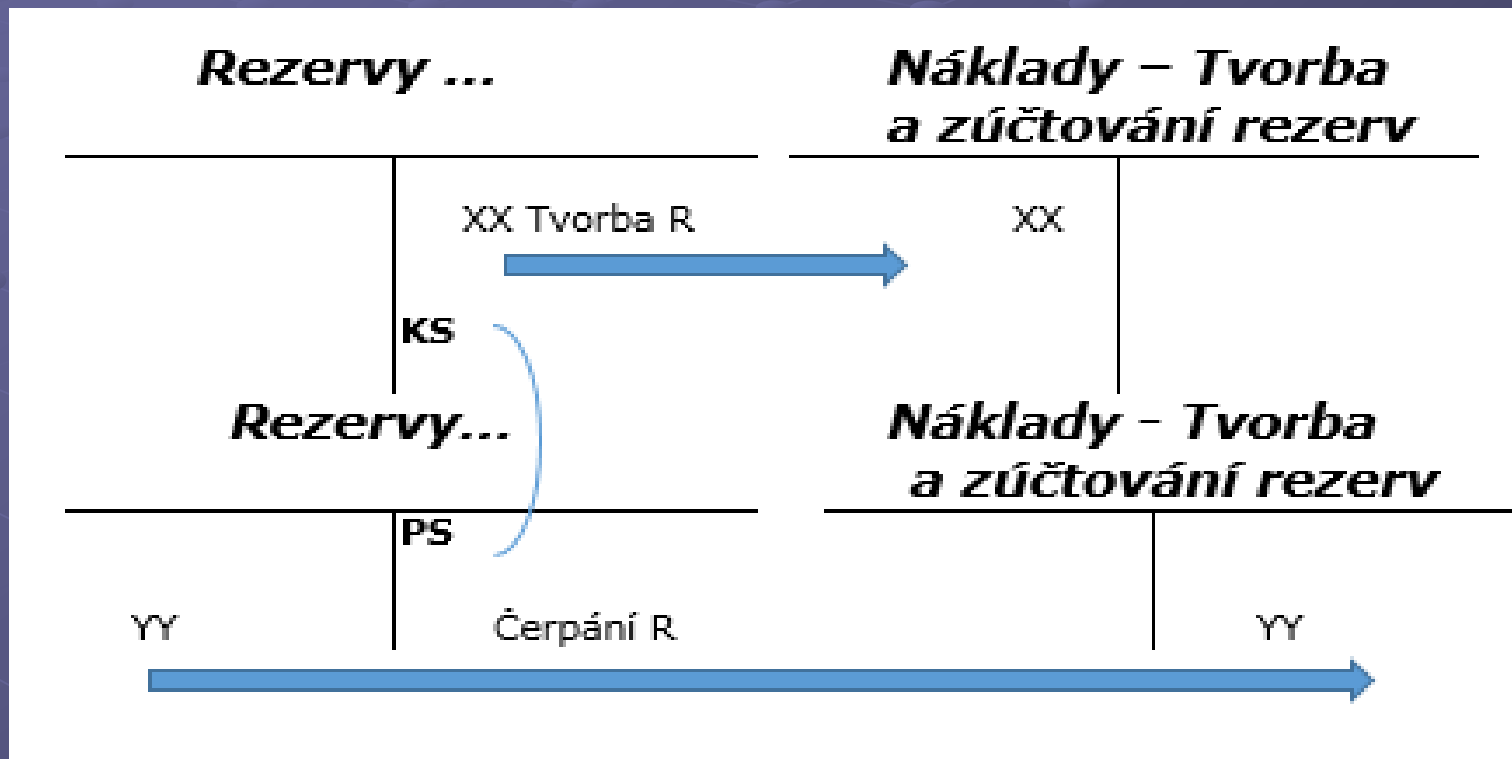 Rezervy ...
Náklady – Tvorba
a zúčtování rezerv
XX Tvorba R
XX
KS
Rezervy...
Náklady - Tvorba
a zúčtování rezerv
PS
YY
Čerpání R
YY